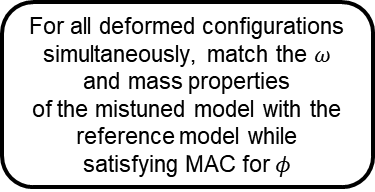 For all deformed configurations
simultaneously, match the ω
and mass properties
of the mistuned model with the
reference model while
satisfying MAC for ϕ